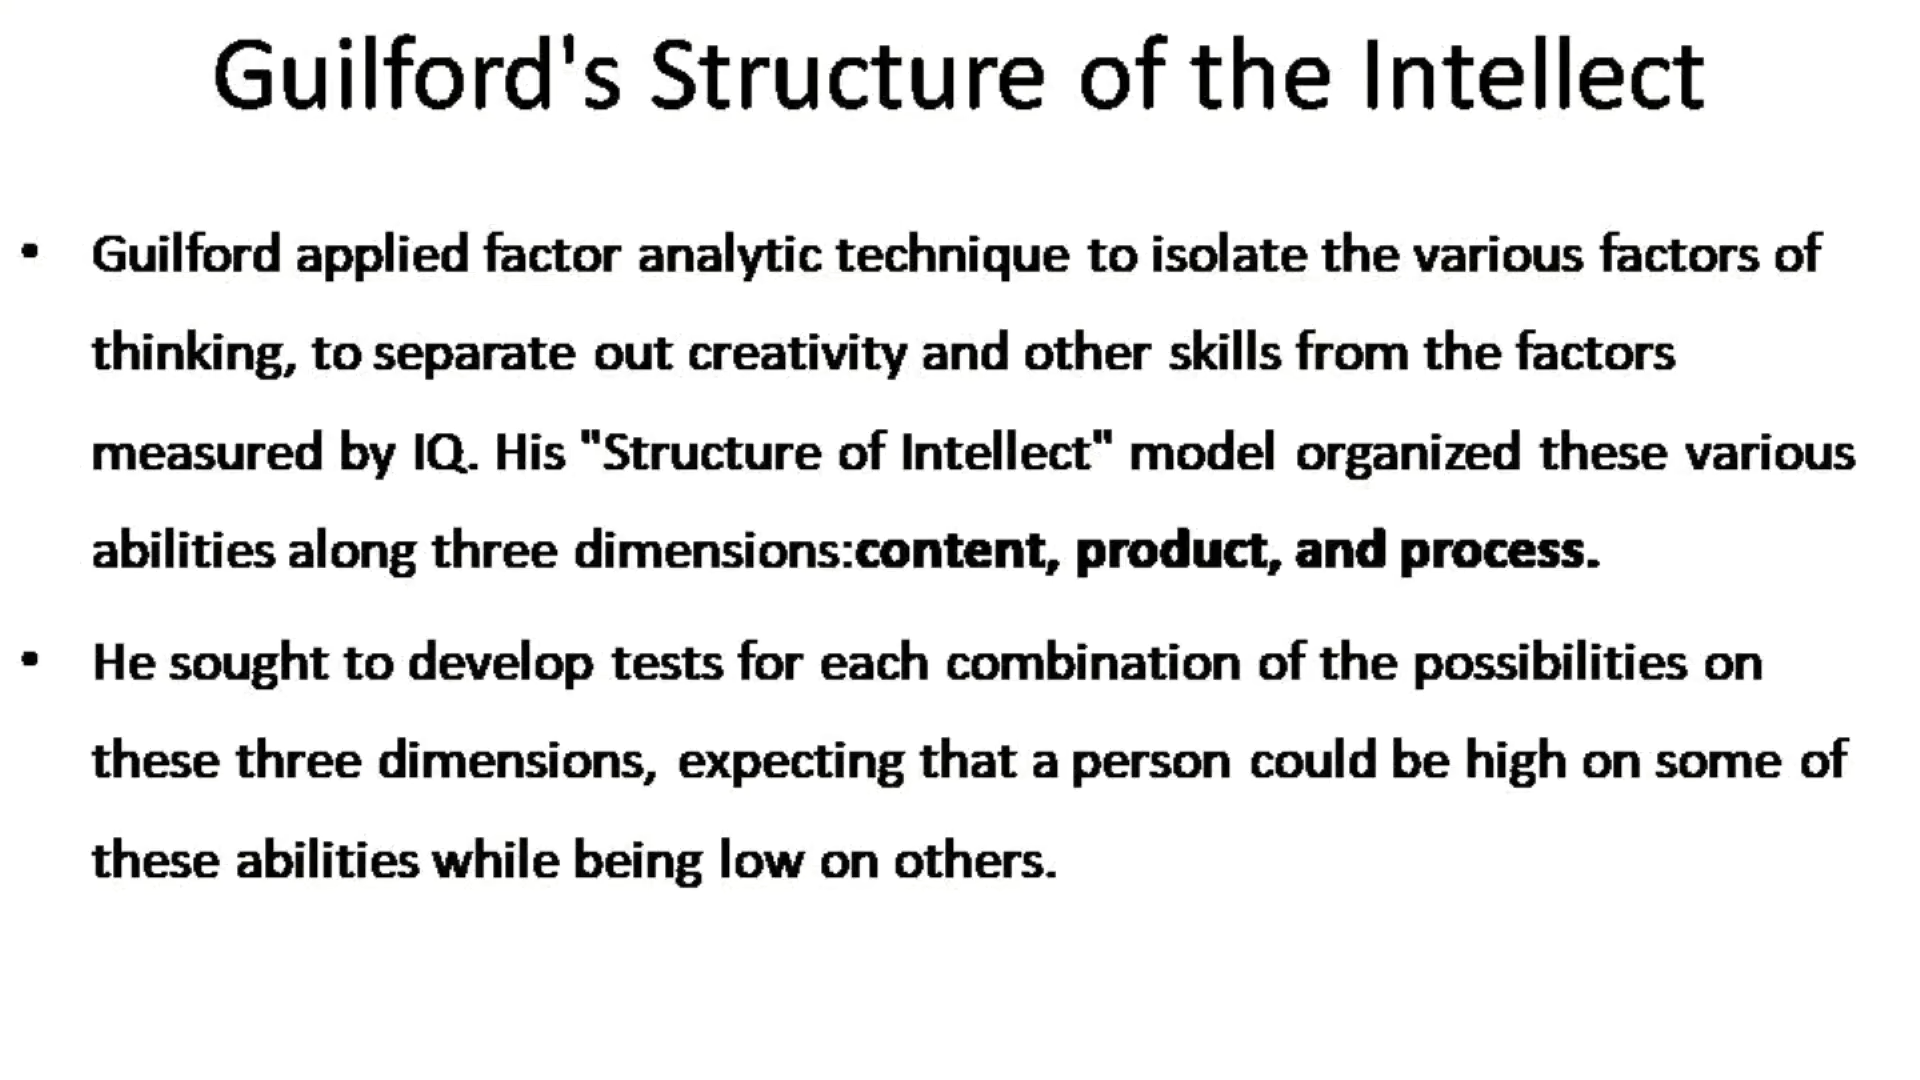 Guilford's Structure of the Intellect
• Guilford applied factor analytic technique to isolate the various factors of
thinking, to separate out creativity and other skills from the factors
measured by IQ. His "Structure of Intellect" model organized these various
abilities along three dimensions:content, product, and process.
• He sought to develop tests for each combination of the possibilities on
these three dimensions, expecting that a person could be high on some of
these abilities while being low on others.